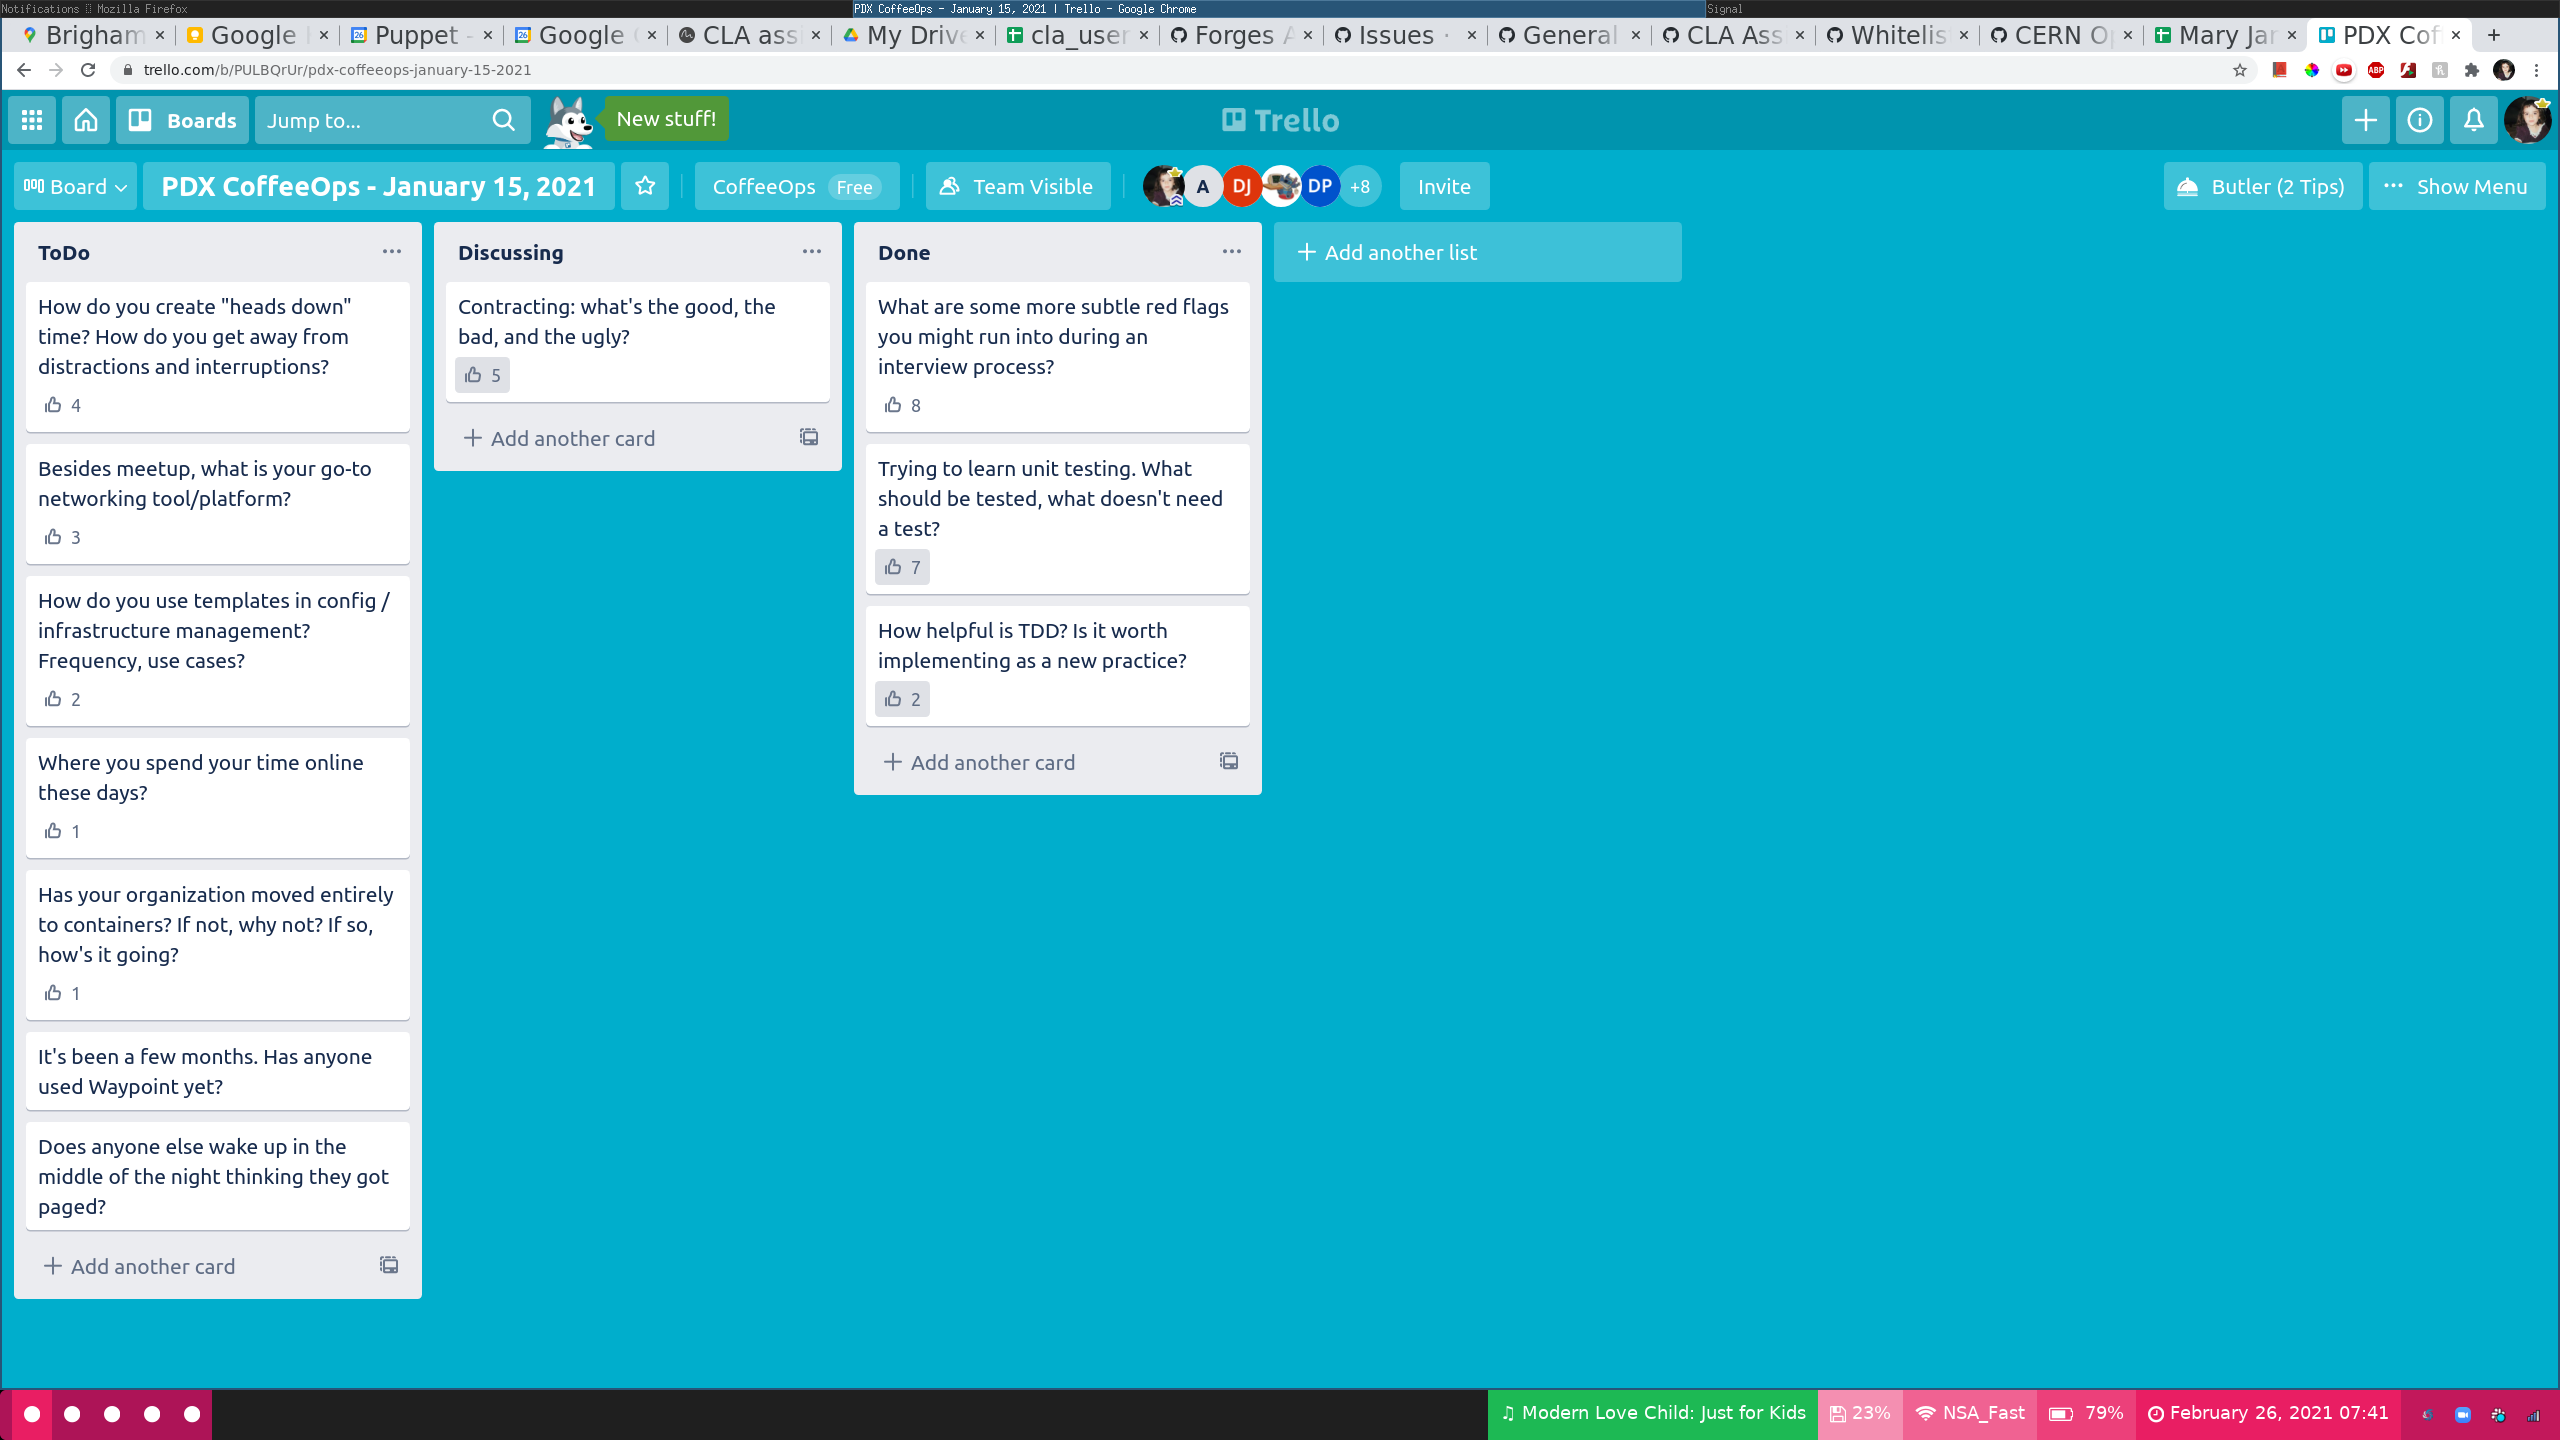 Notifications
Mozilla Firefox
PDX CoffeeOps - January 15, 2021 | Trello - Google Chrome
Signal
Brigham
Google
Puppet -
Google
CLA ass
My Drive
cla_user
Forges
Issues ·
General
CLA Ass
Whitelis
CERN Op
Mary Jan
PDX Cof
trello.com/b/PULBQrUr/pdx-coffeeops-january-15-2021
ABP
Boards
Jump to...
New stuff!
Trello
Board
PDX CoffeeOps - January 15, 2021
CoffeeOps Free
Team Visible
A
DJ
DP
+8
Invite
Butler (2 Tips)
Show Menu
ToDo
How do you create "heads down"
time? How do you get away from
distractions and interruptions?
4
Besides meetup, what is your go-to
networking tool/platform?
3
How do you use templates in config /
infrastructure management?
Frequency, use cases?
2
Where you spend your time online
these days?
1
Has your organization moved entirely
to containers? If not, why not? If so,
how's it going?
1
It's been a few months. Has anyone
used Waypoint yet?
Does anyone else wake up in the
middle of the night thinking they got
paged?
Add another card
Discussing
Contracting: what's the good, the
bad, and the ugly?
5
Add another card
Done
What are some more subtle red flags
you might run into during an
interview process?
8
Trying to learn unit testing. What
should be tested, what doesn't need
a test?
7
How helpful is TDD? Is it worth
implementing as a new practice?
2
Add another card
Add another list
♫ Modern Love Child: Just for Kids
23%
NSA_Fast
79%
February 26, 2021 07:41